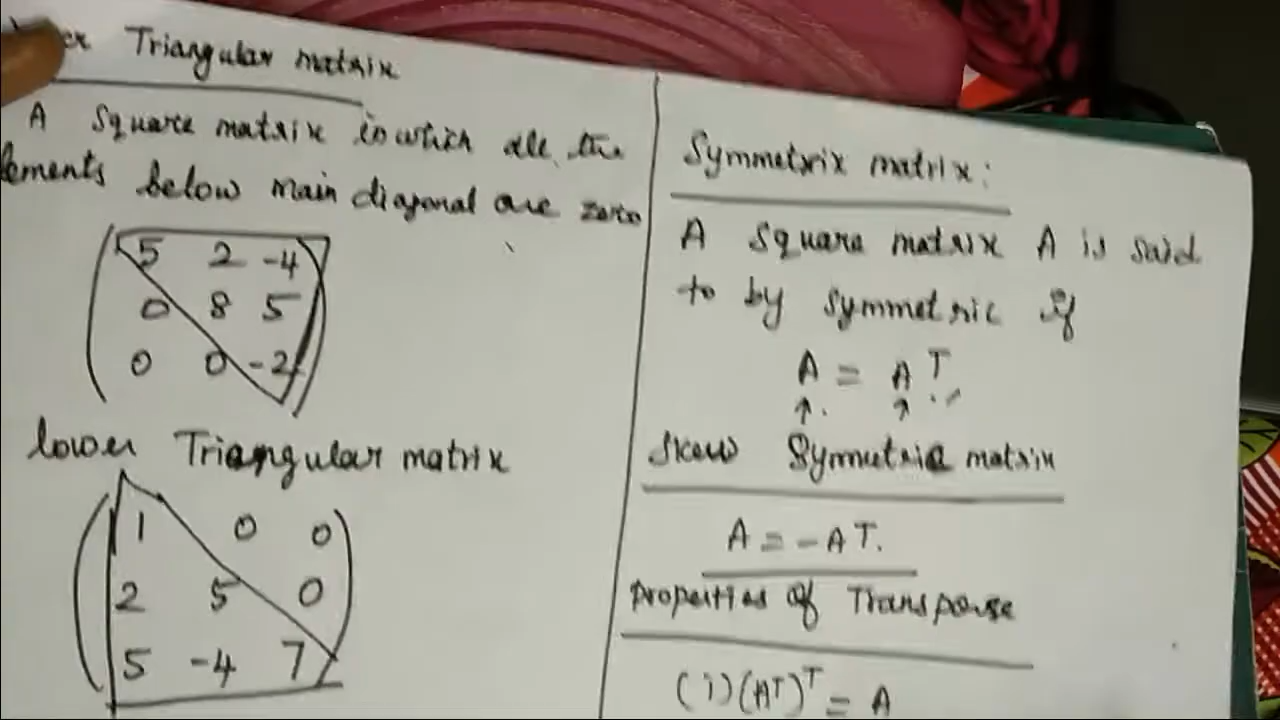 Triangular matrix
A Square matrix in which all the
lements below main diagonal are zero
5 2 -4
0 8 5
0 0 -2
lower Triangular matrix
1 0 0
2 5 0
5 -4 7
Symmetrix matrix:
A Square matrix A is said
to by symmetric if
A = A^T
Skew Symmetric matrix
A = -A^T.
Properties of Transpose
(1) (A^T)^T = A